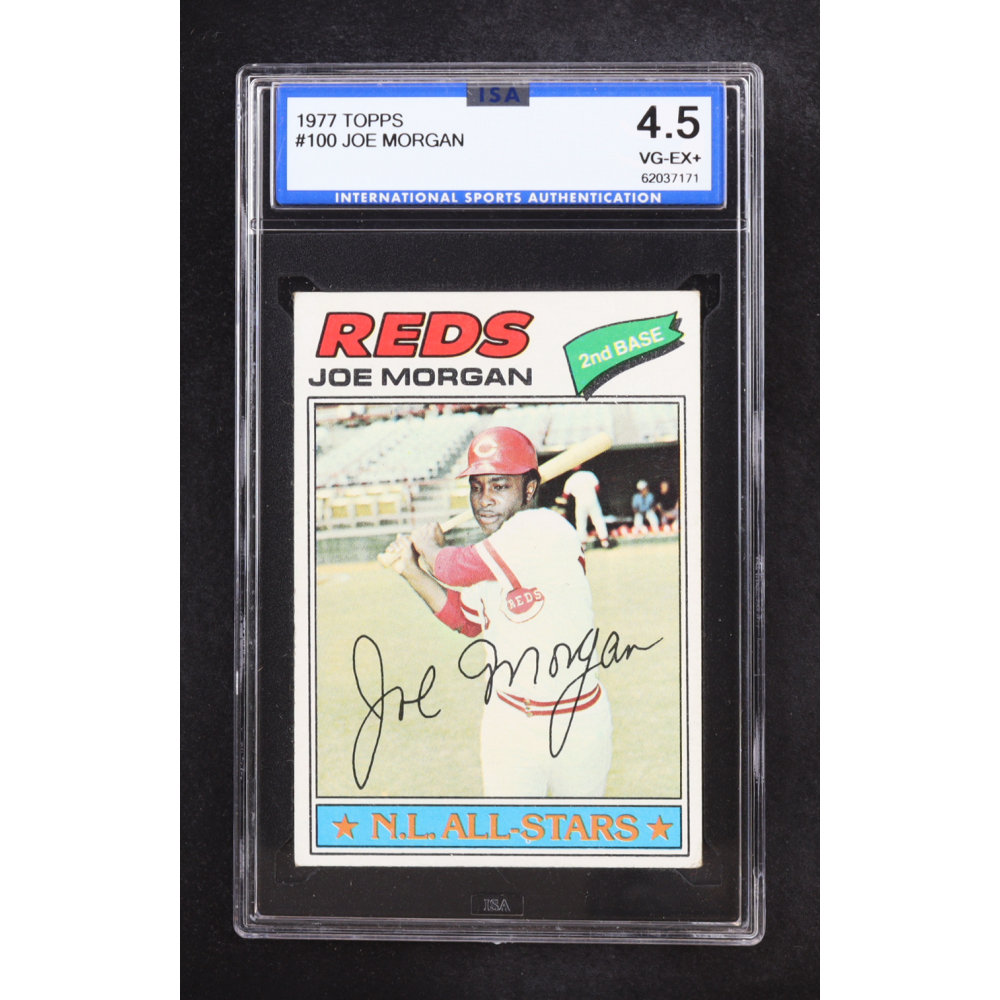 ISA
1977 TOPPS
#100 JOE MORGAN
4.5
VG-EX+
62037171
INTERNATIONAL SPORTS AUTHENTICATION
REDS
JOE MORGAN
2nd BASE
C
REDS
Joe Morgan
★ N.L. ALL-STARS ★
ISA